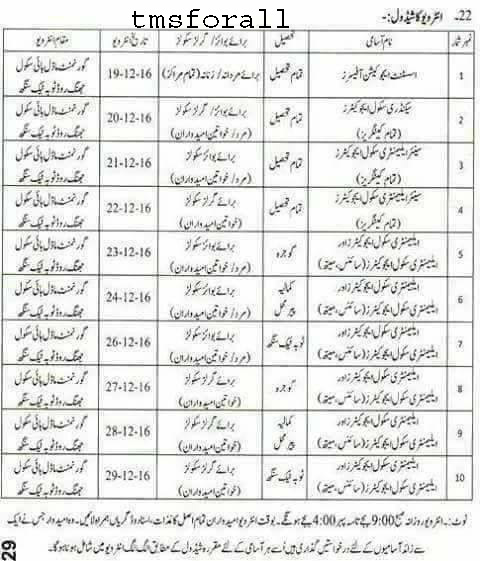 tmsforall
22۔ انٹرویو کا شیڈول:-
نمبر شمار نام آسامی تحصیل برائے بوائز/ گرلز سکولز تاریخ انٹرویو مقام انٹرویو
1 اسسٹنٹ ایجوکیشن آفیسرز تمام تحصیل برائے مردانہ/ زنانہ (تمام مراکز) 19-12-16 گورنمنٹ ماڈل ہائی سکول
جھنگ روڈ ٹوبہ ٹیک سنگھ
2 سیکنڈری سکول ایجوکیٹرز تمام تحصیل برائے بوائز/ گرلز سکولز 20-12-16 گورنمنٹ ماڈل ہائی سکول
(تمام کیٹگریز) (مرد/ خواتین امیدواران) جھنگ روڈ ٹوبہ ٹیک سنگھ
3 سینئر ایلیمنٹری سکول ایجوکیٹرز تمام تحصیل برائے بوائز سکولز 21-12-16 گورنمنٹ ماڈل ہائی سکول
(تمام کیٹگریز) (مرد/ خواتین امیدواران) جھنگ روڈ ٹوبہ ٹیک سنگھ
4 سینئر ایلیمنٹری سکول ایجوکیٹرز تمام تحصیل برائے گرلز سکولز 22-12-16 گورنمنٹ ماڈل ہائی سکول
(تمام کیٹگریز) (خواتین امیدواران) جھنگ روڈ ٹوبہ ٹیک سنگھ
5 ایلیمنٹری سکول ایجوکیٹرز اور گوجرہ برائے بوائز سکولز 23-12-16 گورنمنٹ ماڈل ہائی سکول
ایلیمنٹری سکول ایجوکیٹرز (سائنس، میتھ) (مرد/ خواتین امیدواران) جھنگ روڈ ٹوبہ ٹیک سنگھ
6 ایلیمنٹری سکول ایجوکیٹرز اور کمالیہ برائے بوائز سکولز 24-12-16 گورنمنٹ ماڈل ہائی سکول
ایلیمنٹری سکول ایجوکیٹرز (سائنس، میتھ) پیر محل (مرد/ خواتین امیدواران) جھنگ روڈ ٹوبہ ٹیک سنگھ
7 ایلیمنٹری سکول ایجوکیٹرز اور ٹوبہ ٹیک سنگھ برائے بوائز سکولز 26-12-16 گورنمنٹ ماڈل ہائی سکول
ایلیمنٹری سکول ایجوکیٹرز (سائنس، میتھ) (مرد/ خواتین امیدواران) جھنگ روڈ ٹوبہ ٹیک سنگھ
8 ایلیمنٹری سکول ایجوکیٹرز اور گوجرہ برائے گرلز سکولز 27-12-16 گورنمنٹ ماڈل ہائی سکول
ایلیمنٹری سکول ایجوکیٹرز (سائنس، میتھ) (خواتین امیدواران) جھنگ روڈ ٹوبہ ٹیک سنگھ
9 ایلیمنٹری سکول ایجوکیٹرز اور کمالیہ برائے گرلز سکولز 28-12-16 گورنمنٹ ماڈل ہائی سکول
ایلیمنٹری سکول ایجوکیٹرز (سائنس، میتھ) پیر محل (خواتین امیدواران) جھنگ روڈ ٹوبہ ٹیک سنگھ
10 ایلیمنٹری سکول ایجوکیٹرز اور ٹوبہ ٹیک سنگھ برائے گرلز سکولز 29-12-16 گورنمنٹ ماڈل ہائی سکول
ایلیمنٹری سکول ایجوکیٹرز (سائنس، میتھ) (خواتین امیدواران) جھنگ روڈ ٹوبہ ٹیک سنگھ
نوٹ:۔ انٹرویو روزانہ صبح 9:00 بجے تا سہ پہر 4:00 بجے ہونگے۔ بوقت انٹرویو امیدواران تمام اصل کاغذات، اسناد و ڈگریاں ہمراہ لائیں۔ وہ امیدوار جس نے ایک
سے زائد آسامیوں کے لئے درخواستیں گذاری ہیں اُسے ہر آسامی کے لئے مقررہ شیڈول کے مطابق الگ الگ انٹرویو میں شامل ہونا ہوگا۔
29